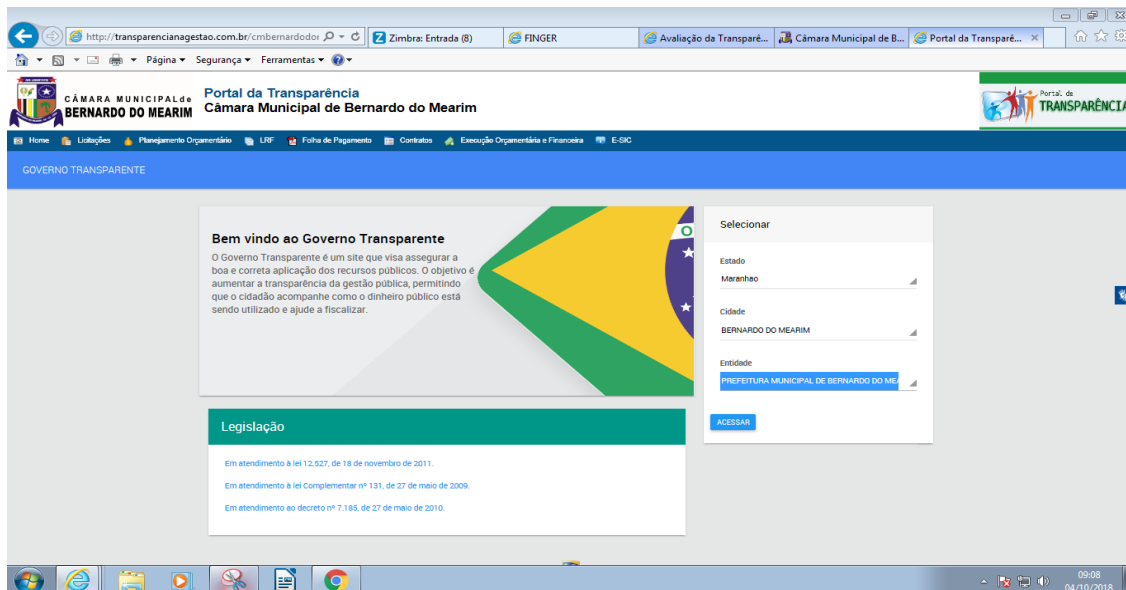 http://transparencianagestao.com.br/cmbernardodor
Zimbra: Entrada (8)
FINGER
Avaliação da Transparê...
Câmara Municipal de B...
Portal da Transparê...
Página
Segurança
Ferramentas
CÂMARA MUNICIPAL de
BERNARDO DO MEARIM
Portal da Transparência
Câmara Municipal de Bernardo do Mearim
Portal da
TRANSPARÊNCIA
Home Licitações Planejamento Orçamentário LRF Folha de Pagamento Contratos Execução Orçamentária e Financeira E-SIC
GOVERNO TRANSPARENTE
Bem vindo ao Governo Transparente
O Governo Transparente é um site que visa assegurar a
boa e correta aplicação dos recursos públicos. O objetivo é
aumentar a transparência da gestão pública, permitindo
que o cidadão acompanhe como o dinheiro público está
sendo utilizado e ajude a fiscalizar.
O
Selecionar
Estado
Maranhao
Cidade
BERNARDO DO MEARIM
Entidade
PREFEITURA MUNICIPAL DE BERNARDO DO MEA
ACESSAR
Legislação
Em atendimento à lei 12.527, de 18 de novembro de 2011.
Em atendimento à lei Complementar nº 131, de 27 de maio de 2009.
Em atendimento ao decreto nº 7.185, de 27 de maio de 2010.
09:08
04/10/2018